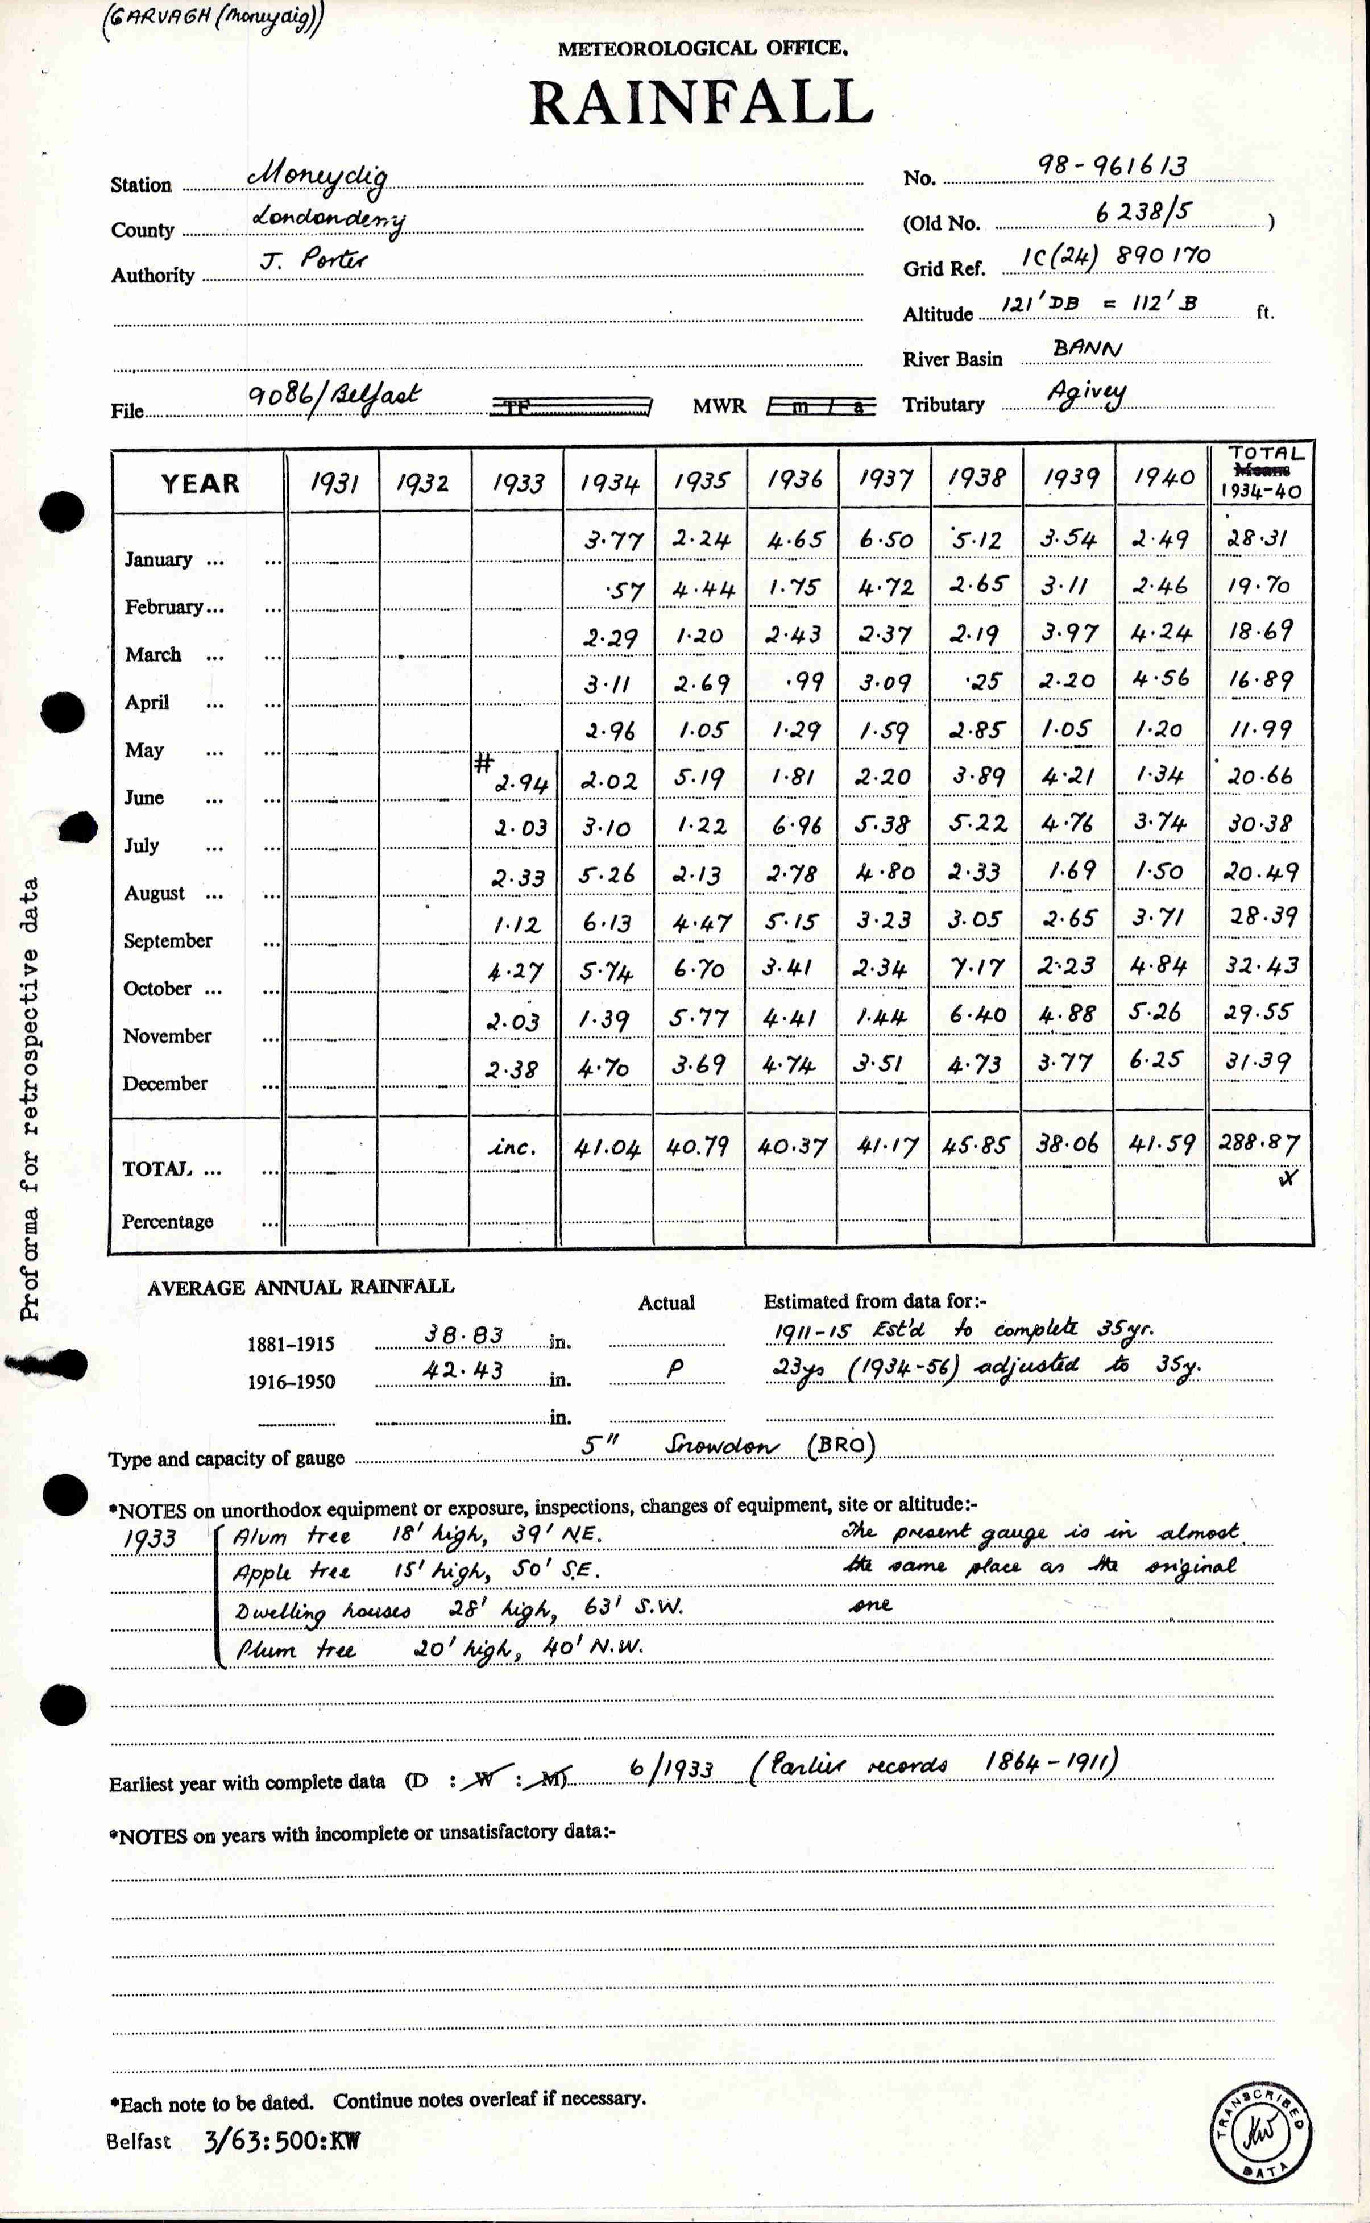 (GARVAGH (Moneydig))
METEOROLOGICAL OFFICE.
RAINFALL
Station Moneydig No. 98-961613
County Londonderry (Old No. 6238/5 )
Authority J. Porter Grid Ref. 1C(24) 890 170
Altitude 121' DB = 112' B ft.
River Basin BANN
File 9086/Belfast TF MWR m a Tributary Agivey
YEAR 1931 1932 1933 1934 1935 1936 1937 1938 1939 1940 TOTAL Means 1934-40
January ... ... 3.77 2.24 4.65 6.50 5.12 3.54 2.49 28.31
February... ... .57 4.44 1.75 4.72 2.65 3.11 2.46 19.70
March ... ... 2.29 1.20 2.43 2.37 2.19 3.97 4.24 18.69
April ... ... 3.11 2.69 .99 3.09 .25 2.20 4.56 16.89
May ... ... 2.96 1.05 1.29 1.59 2.85 1.05 1.20 11.99
June ... ... # 2.94 2.02 5.19 1.81 2.20 3.89 4.21 1.34 20.66
July ... ... 2.03 3.10 1.22 6.96 5.38 5.22 4.76 3.74 30.38
August ... ... 2.33 5.26 2.13 2.78 4.80 2.33 1.69 1.50 20.49
September ... 1.12 6.13 4.47 5.15 3.23 3.05 2.65 3.71 28.39
October ... ... 4.27 5.74 6.70 3.41 2.34 7.17 2.23 4.84 32.43
November ... 2.03 1.39 5.77 4.41 1.44 6.40 4.88 5.26 29.55
December ... 2.38 4.70 3.69 4.74 3.51 4.73 3.77 6.25 31.39
TOTAL ... ... inc. 41.04 40.79 40.37 41.17 45.85 38.06 41.59 288.87
Percentage ...
Proforma for retrospective data
AVERAGE ANNUAL RAINFALL
Actual Estimated from data for:-
1881-1915 38.83 in. 1911-15 Est'd to complete 35yr.
1916-1950 42.43 in. P 23ys (1934-56) adjusted to 35y.
in.
Type and capacity of gauge 5" Snowdon (BRO)
*NOTES on unorthodox equipment or exposure, inspections, changes of equipment, site or altitude:-
1933 Alum tree 18' high, 39' NE. The present gauge is in almost
Apple tree 15' high, 50' S.E. the same place as the original
Dwelling houses 28' high, 63' S.W. one
Plum tree 20' high, 40' N.W.
Earliest year with complete data (D : W : M) 6/1933 (Earlier records 1864-1911)
*NOTES on years with incomplete or unsatisfactory data:-
*Each note to be dated. Continue notes overleaf if necessary.
Belfast 3/63:500:KW
TRANSCRIBED
KW
DATA